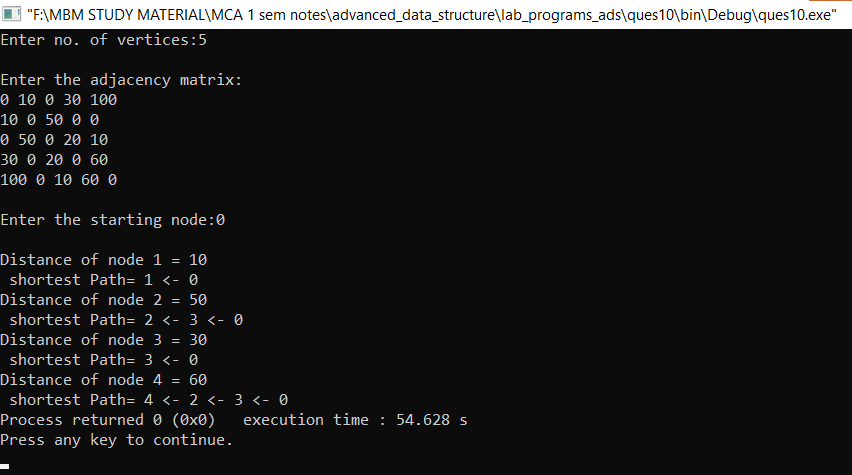 "F:\MBM STUDY MATERIAL\MCA 1 sem notes\advanced_data_structure\lab_programs_ads\ques10\bin\Debug\ques10.exe"
Enter no. of vertices:5
Enter the adjacency matrix:
0 10 0 30 100
10 0 50 0 0
0 50 0 20 10
30 0 20 0 60
100 0 10 60 0
Enter the starting node:0
Distance of node 1 = 10
 shortest Path= 1 <- 0
Distance of node 2 = 50
 shortest Path= 2 <- 3 <- 0
Distance of node 3 = 30
 shortest Path= 3 <- 0
Distance of node 4 = 60
 shortest Path= 4 <- 2 <- 3 <- 0
Process returned 0 (0x0)   execution time : 54.628 s
Press any key to continue.